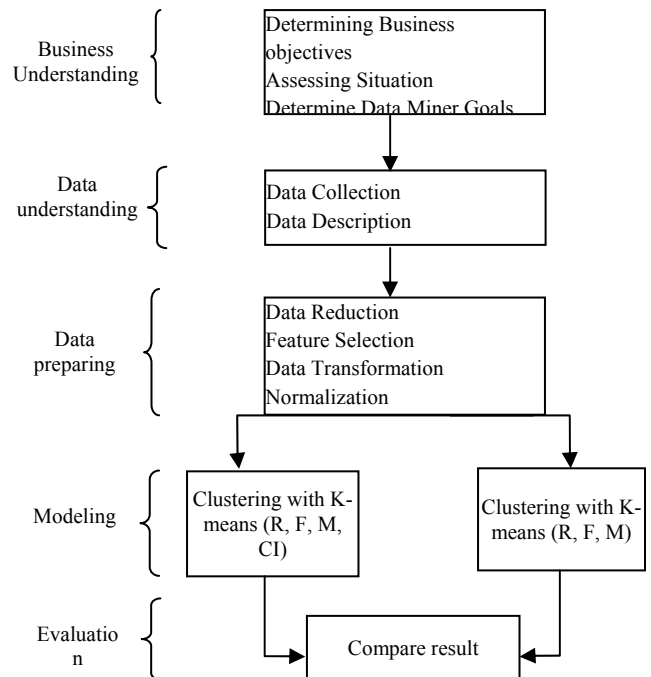 Business
Understanding
Determining Business
objectives
Assessing Situation
Determine Data Miner Goals
Data
understanding
Data Collection
Data Description
Data
preparing
Data Reduction
Feature Selection
Data Transformation
Normalization
Modeling
Clustering with K-
means (R, F, M,
CI)
Clustering with K-
means (R, F, M)
Evaluatio
n
Compare result